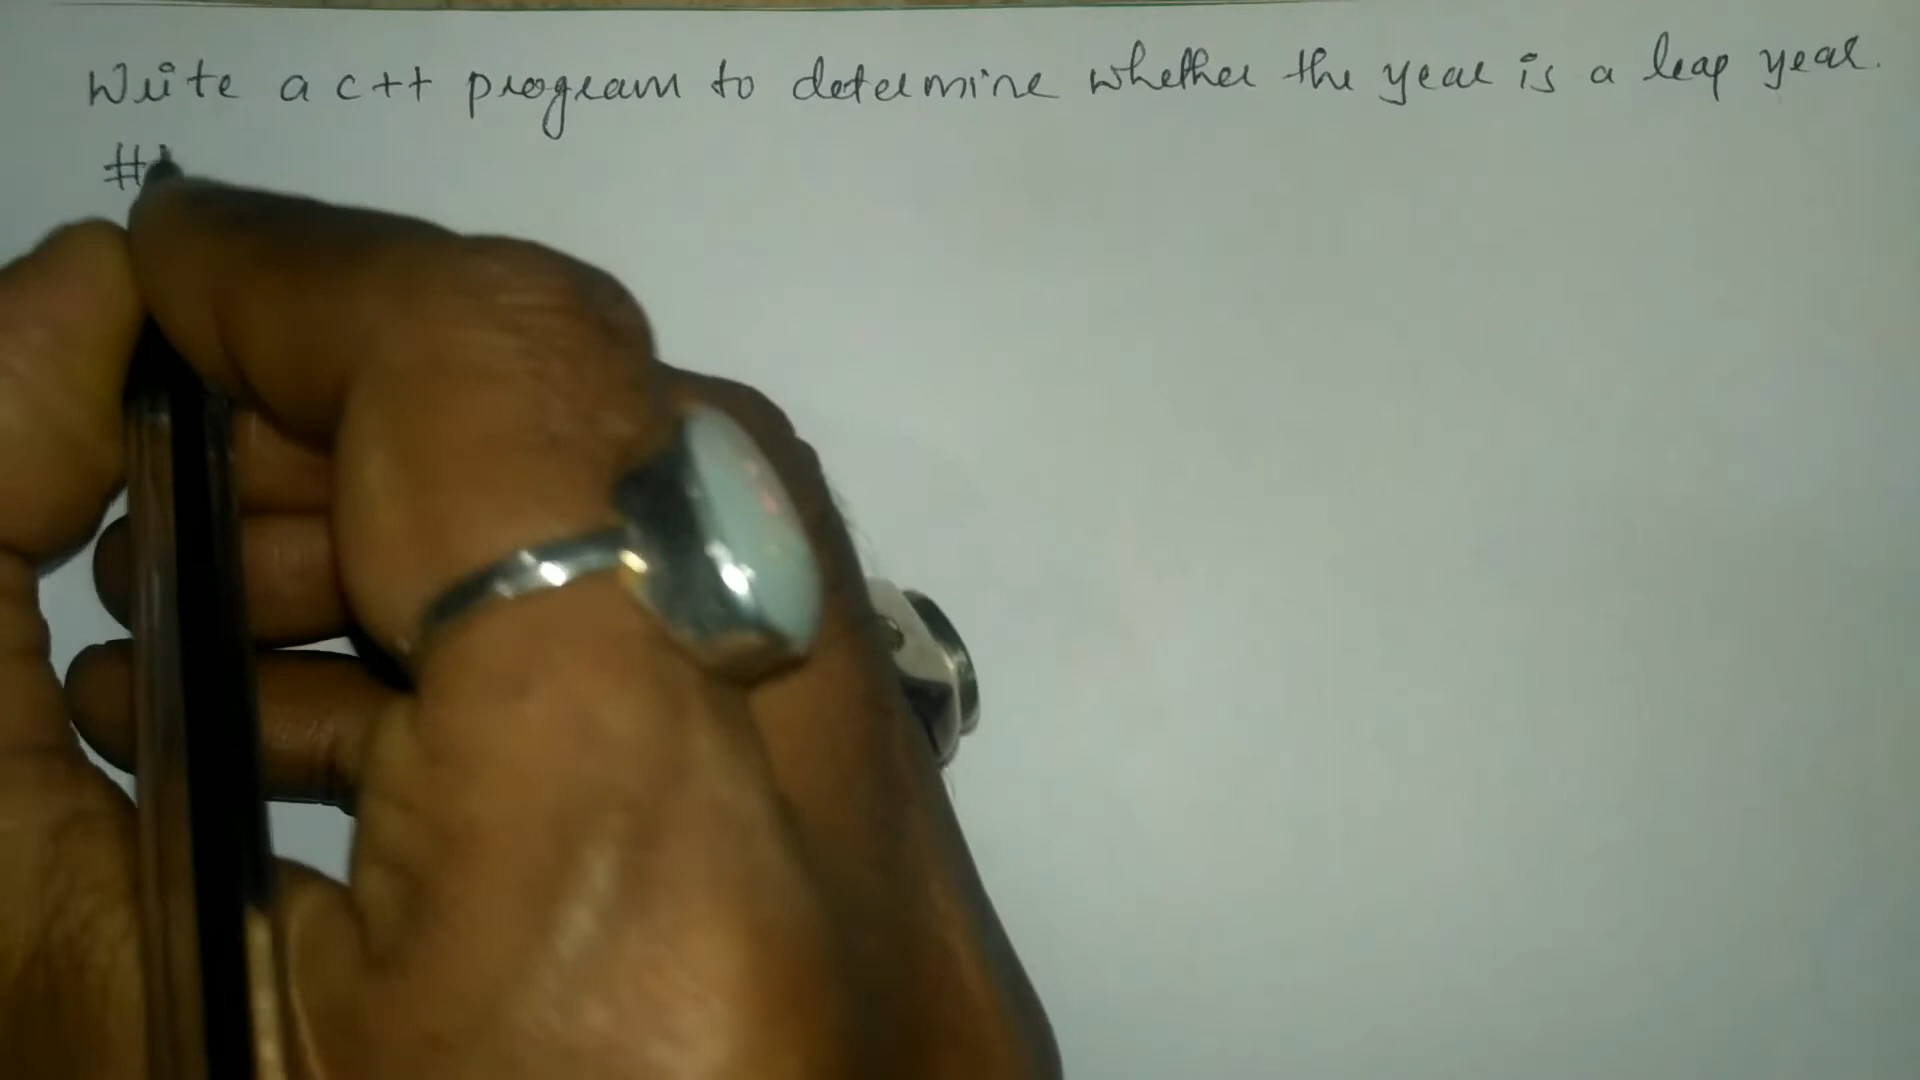 Write a c++ program to determine whether the year is a leap year.
#